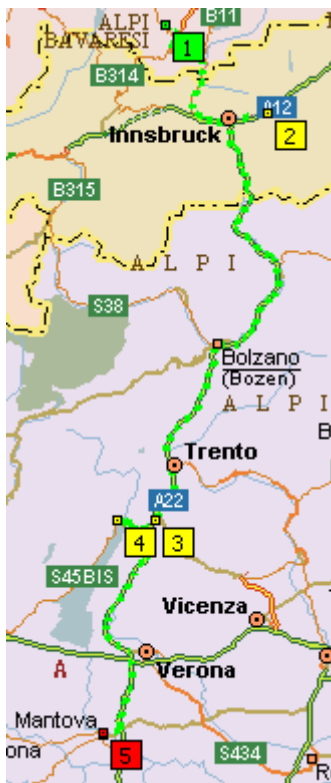 ALPI
BAVARESI
B11
1
B314
A12
Innsbruck
2
B315
A L P I
S38
Bolzano
(Bozen)
A L P I
B
Trento
A22
4
3
S45BIS
Vicenza
A
Verona
Mantova
ona
5
S434
R